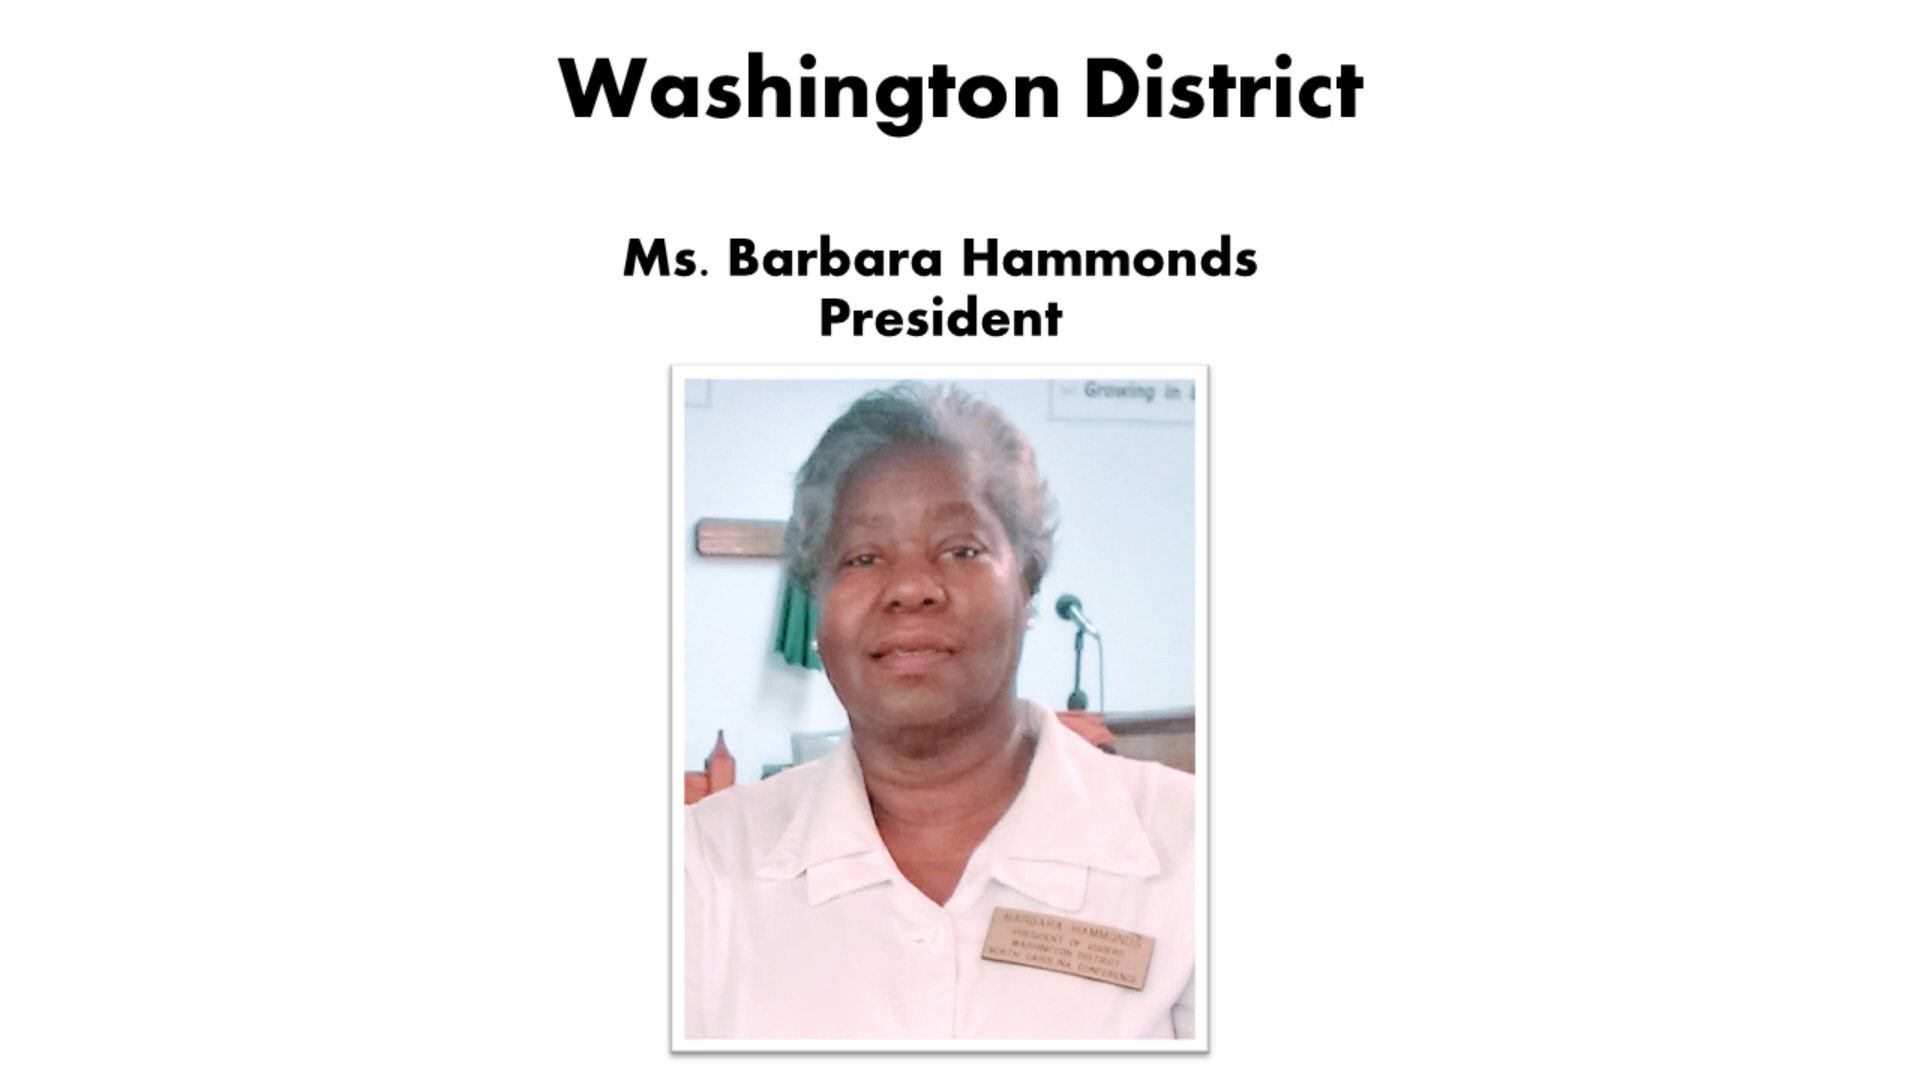 Washington District
Ms. Barbara Hammonds
President
Growing in
BARBARA HAMMONDS
PRESIDENT OF USHERS
WASHINGTON DISTRICT
NORTH CAROLINA CONFERENCE